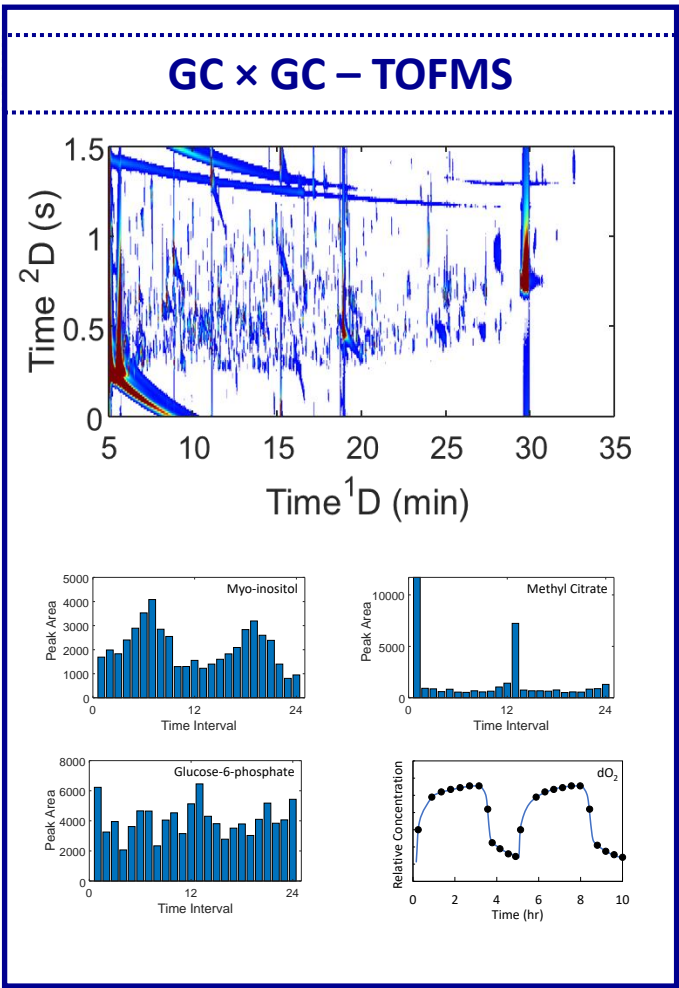 GC × GC – TOFMS
1.5
1
0.5
0
Time ²D (s)
5 10 15 20 25 30 35
Time¹D (min)
Myo-inositol
5000
4000
3000
2000
1000
0
Peak Area
0 12 24
Time Interval
Methyl Citrate
10000
5000
0
Peak Area
0 12 24
Time Interval
Glucose-6-phosphate
8000
6000
4000
2000
0
Peak Area
0 12 24
Time Interval
dO₂
Relative Concentration
0 2 4 6 8 10
Time (hr)